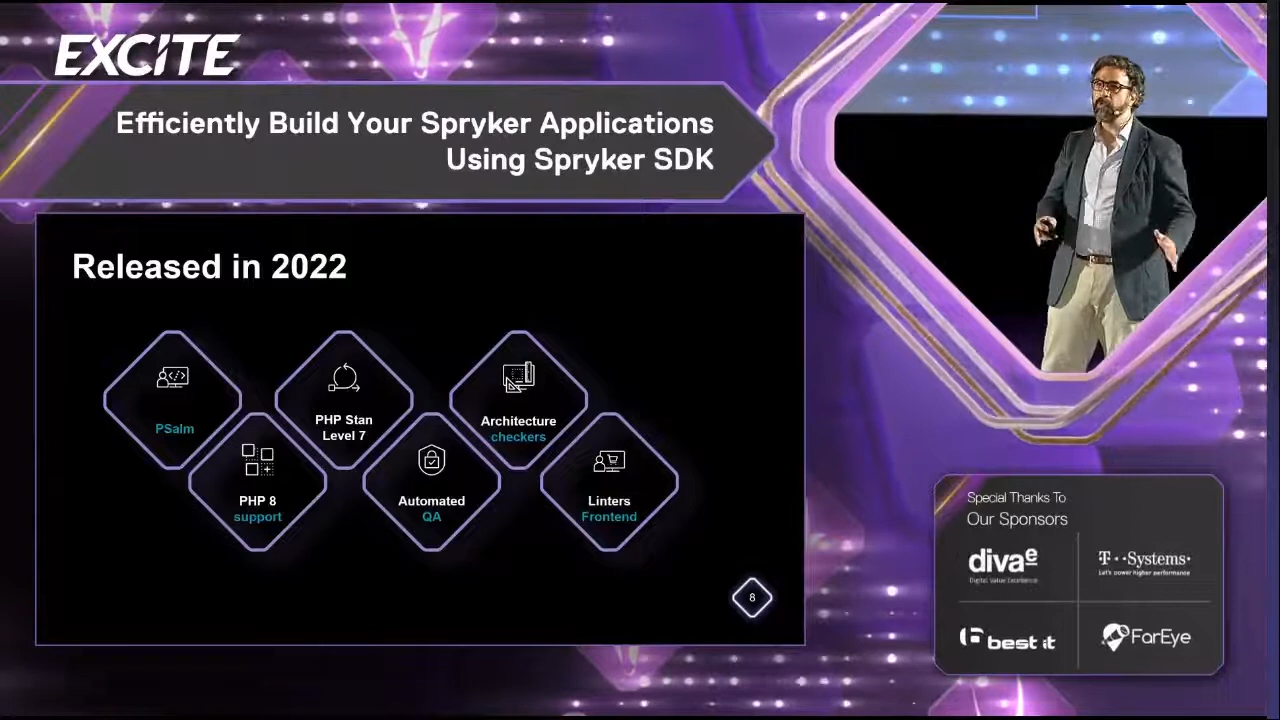 EXCITE
Efficiently Build Your Spryker Applications
Using Spryker SDK
Released in 2022
PSalm
PHP Stan
Level 7
Architecture
checkers
PHP 8
support
Automated
QA
Linters
Frontend
8
Special Thanks To
Our Sponsors
divae
Digital Value Excellence
T··Systems·
Let's power higher performance
best it
FarEye